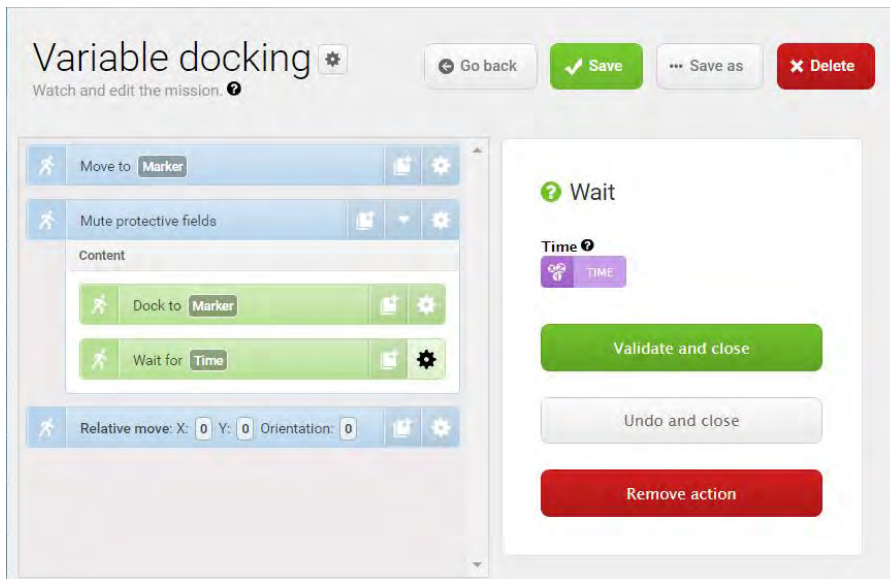 Variable docking
Go back
Save
Save as
Delete
Watch and edit the mission.
Move to Marker
Mute protective fields
Content
Dock to Marker
Wait for Time
Relative move: X: 0 Y: 0 Orientation: 0
Wait
Time
TIME
Validate and close
Undo and close
Remove action